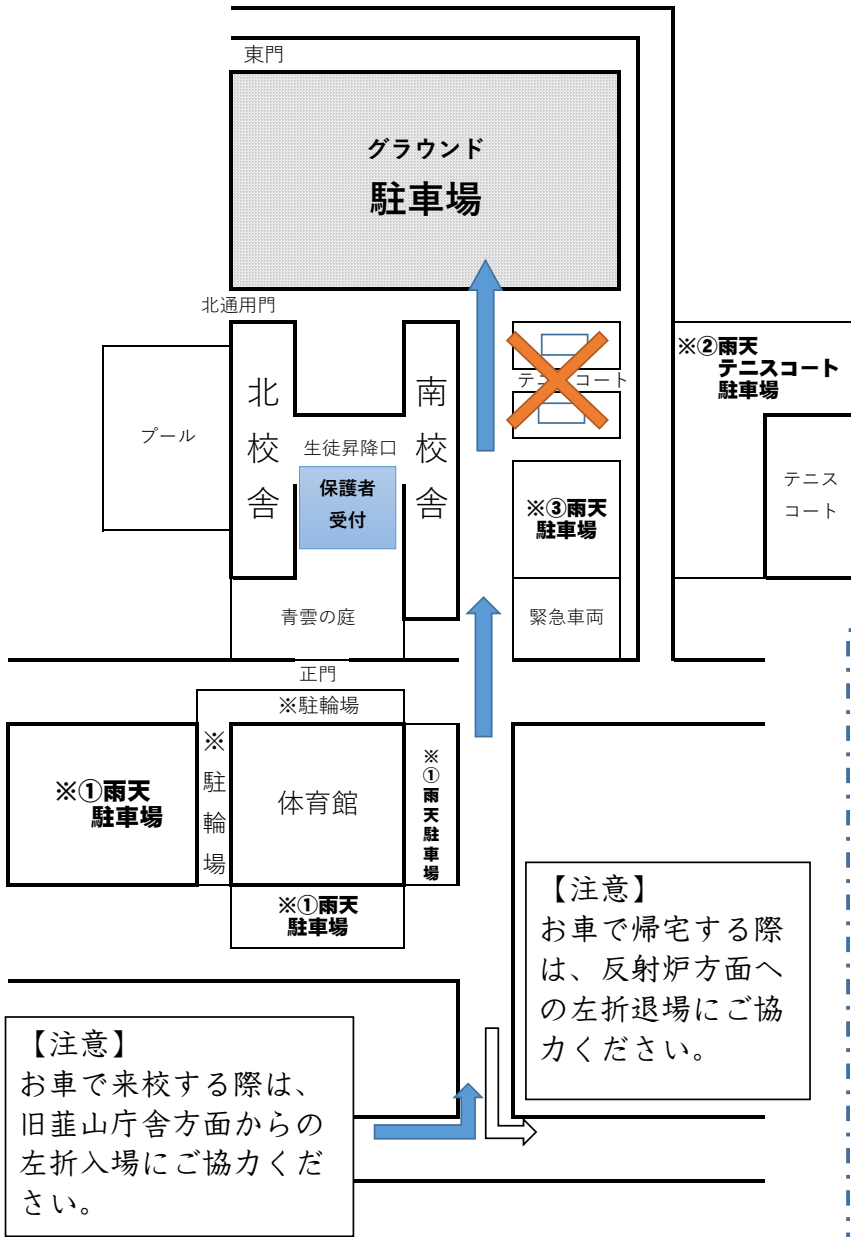 東門
グラウンド
駐車場
北通用門
プール
北校舎
生徒昇降口
保護者
受付
南校舎
テニスコート
※②雨天
テニスコート
駐車場
テニス
コート
※③雨天
駐車場
青雲の庭
緊急車両
正門
※駐輪場
※①雨天
駐車場
※駐輪場
体育館
※①雨天駐車場
※①雨天
駐車場
【注意】
お車で帰宅する際
は、反射炉方面へ
の左折退場にご協
力ください。
【注意】
お車で来校する際は、
旧韮山庁舎方面からの
左折入場にご協力くだ
さい。